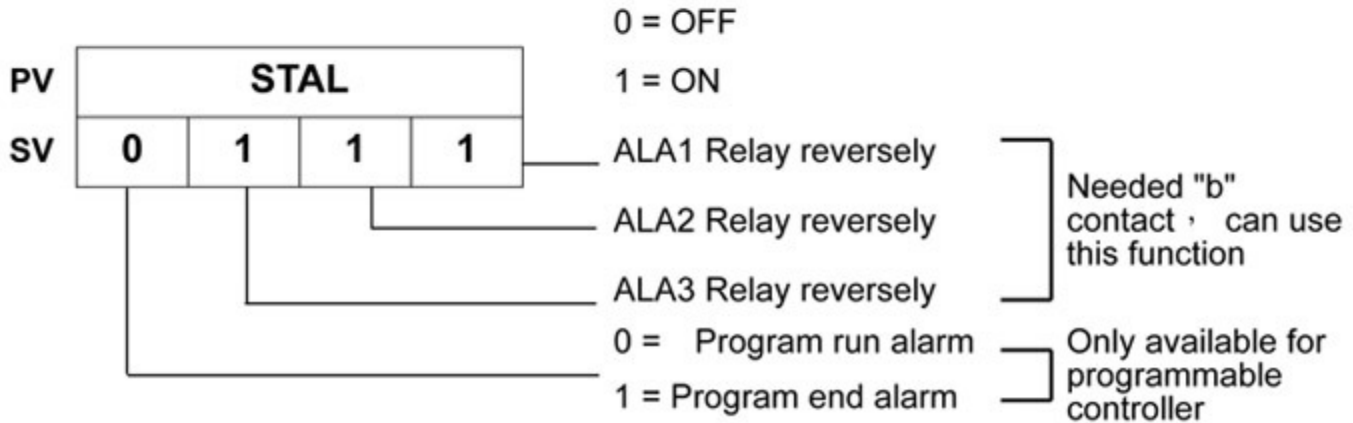 0 = OFF
PV STAL 1 = ON
SV 0 1 1 1 ALA1 Relay reversely
ALA2 Relay reversely
ALA3 Relay reversely
Needed "b"
contact， can use
this function
0 = Program run alarm
1 = Program end alarm
Only available for
programmable
controller